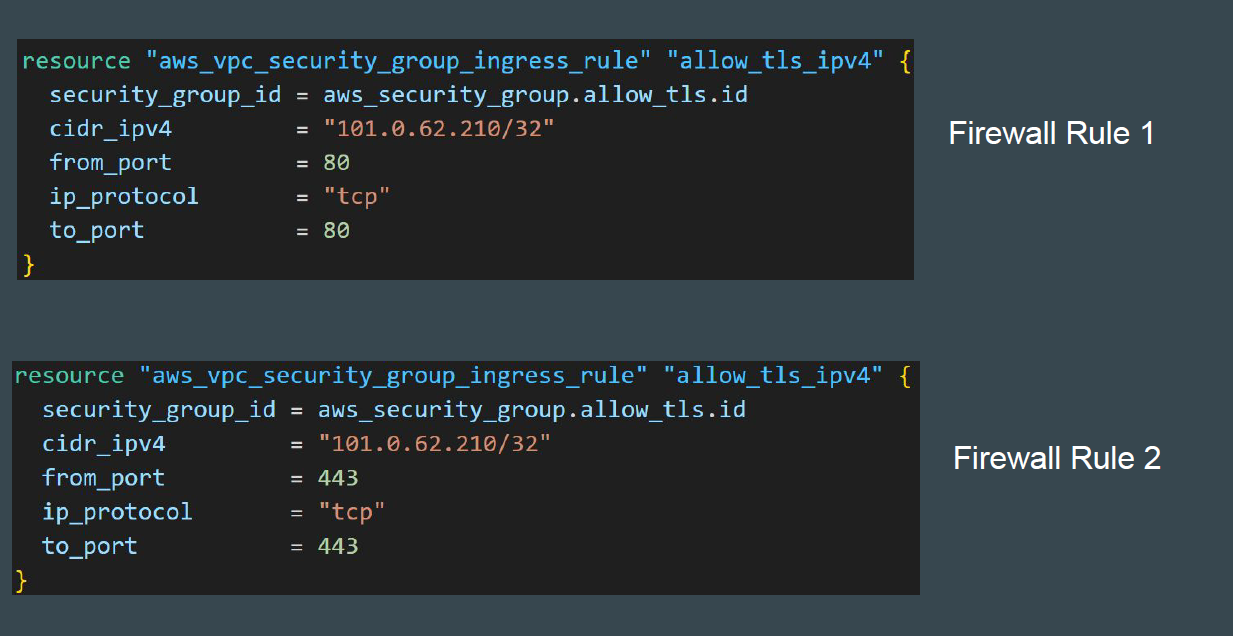 resource "aws_vpc_security_group_ingress_rule" "allow_tls_ipv4" {
  security_group_id = aws_security_group.allow_tls.id
  cidr_ipv4         = "101.0.62.210/32"
  from_port         = 80
  ip_protocol       = "tcp"
  to_port           = 80
}
Firewall Rule 1
resource "aws_vpc_security_group_ingress_rule" "allow_tls_ipv4" {
  security_group_id = aws_security_group.allow_tls.id
  cidr_ipv4         = "101.0.62.210/32"
  from_port         = 443
  ip_protocol       = "tcp"
  to_port           = 443
}
Firewall Rule 2